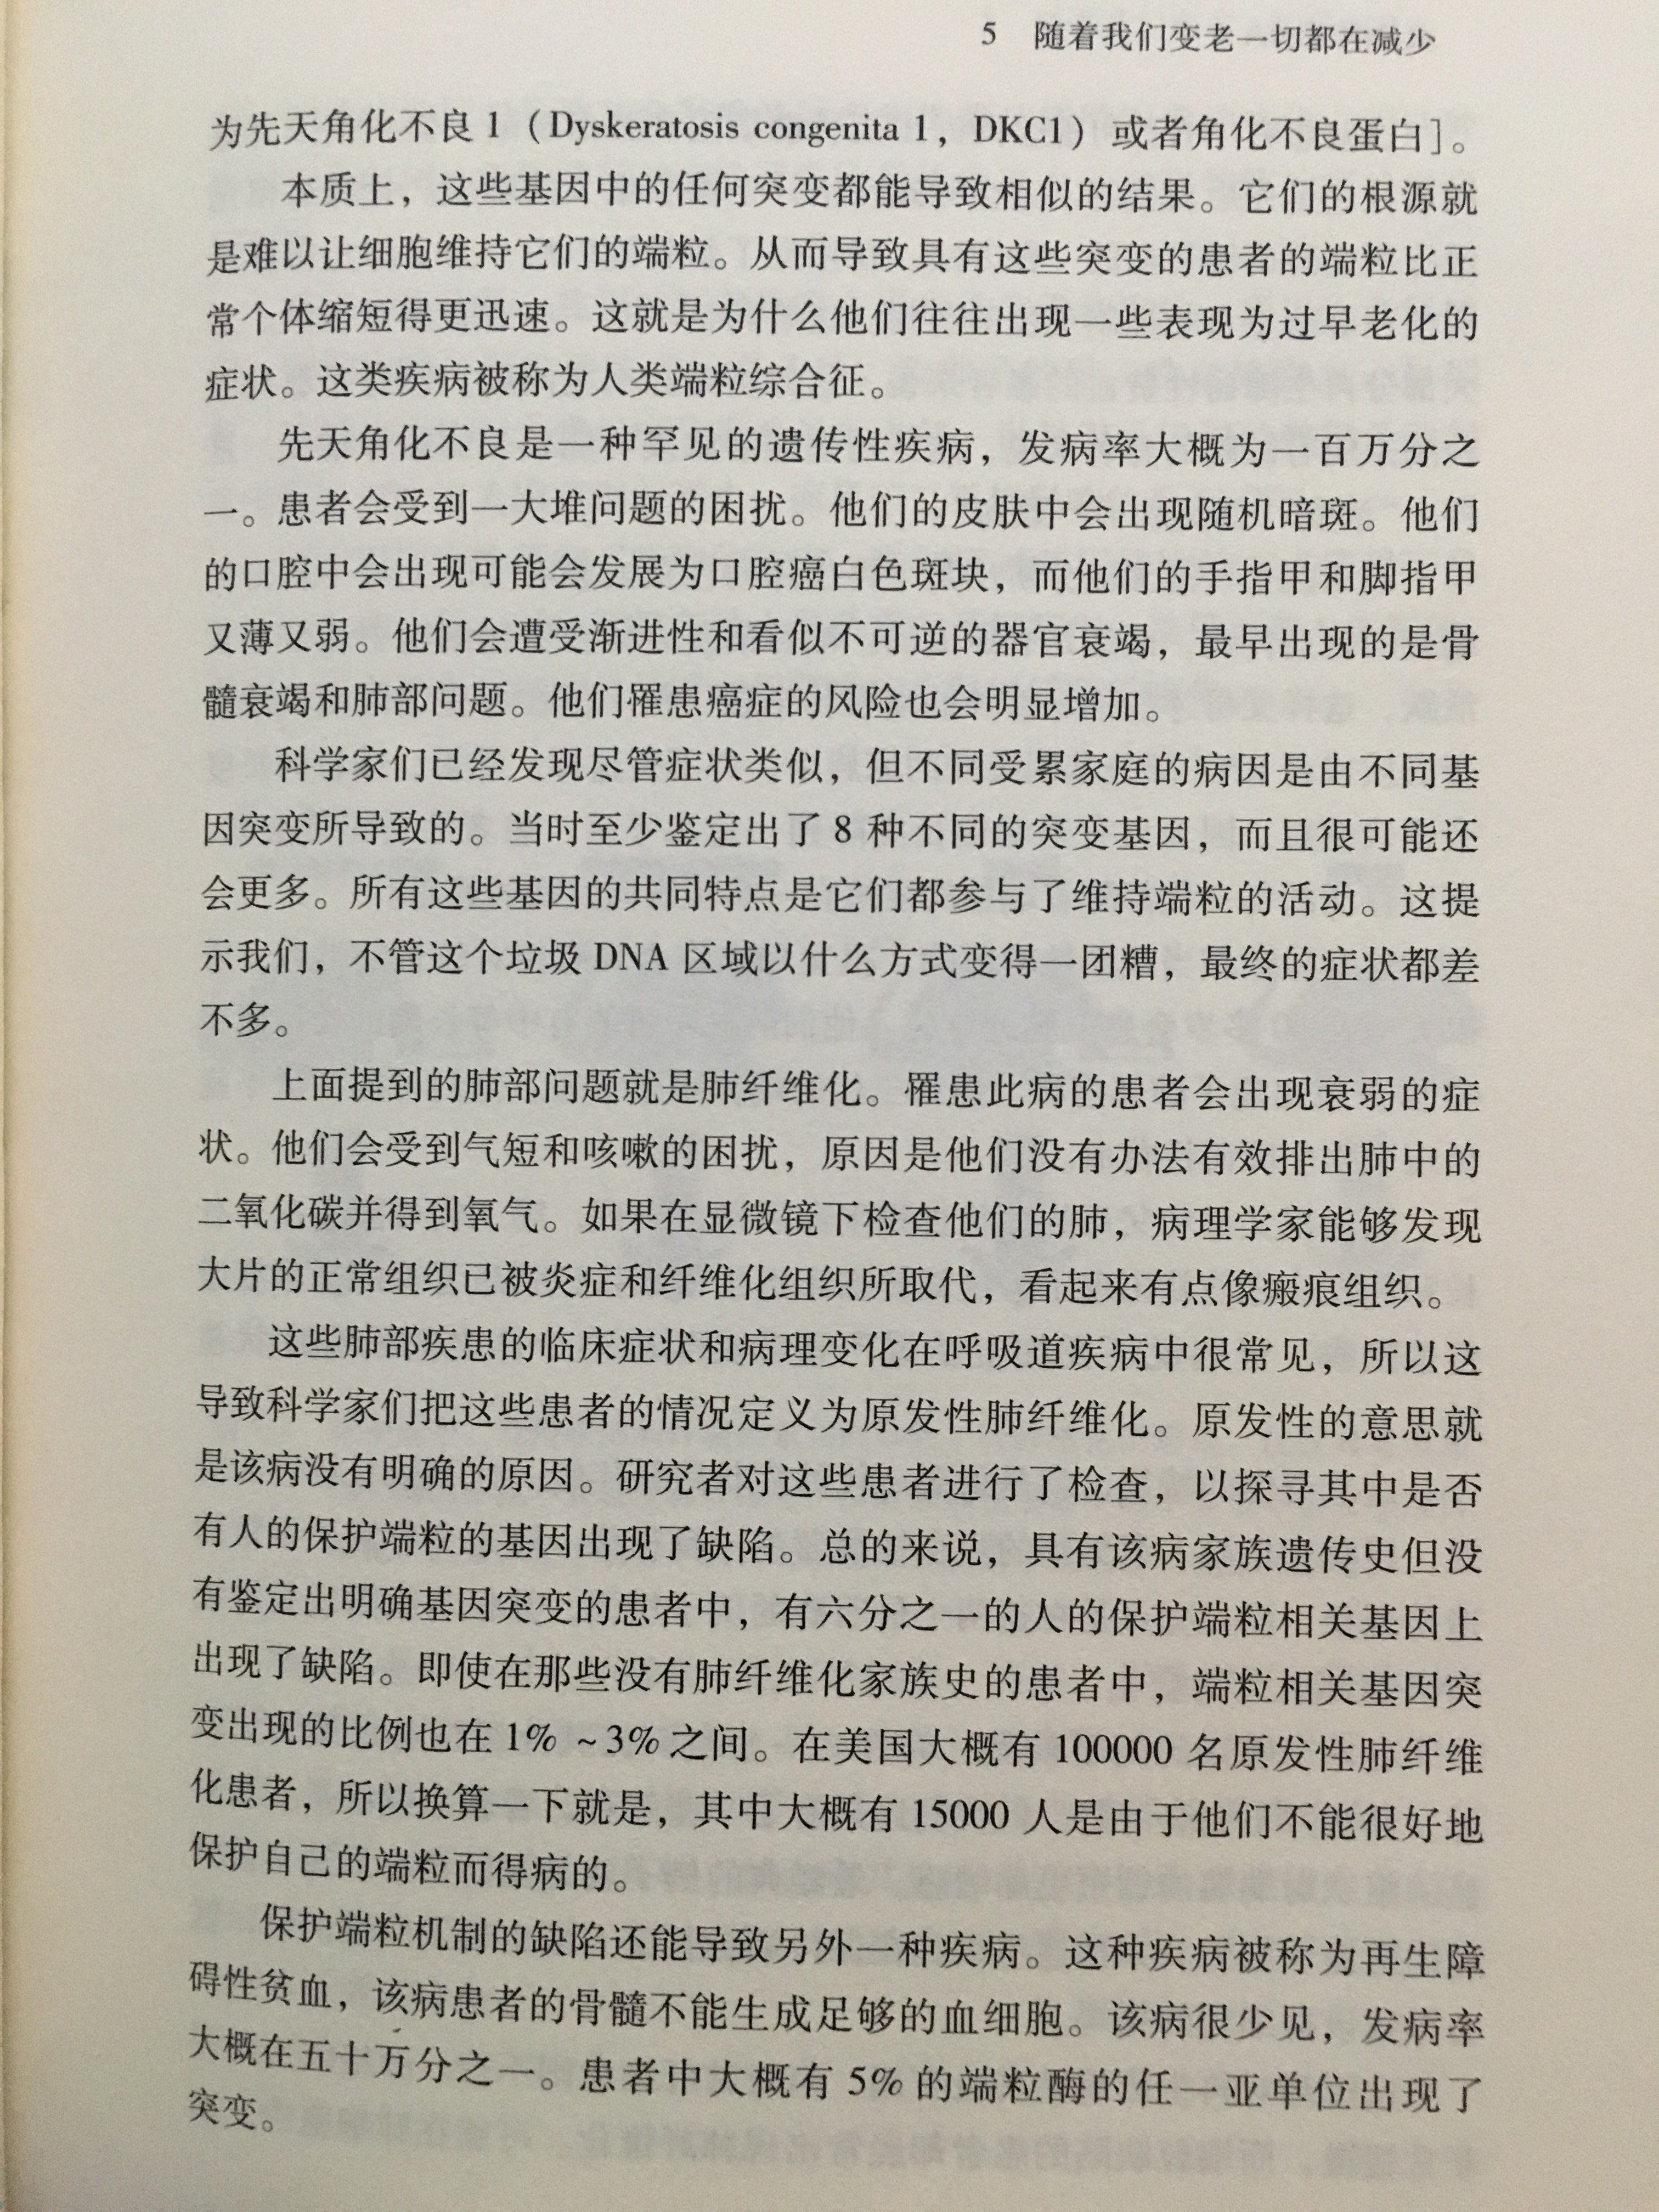 5 随着我们变老一切都在减少
为先天角化不良1（Dyskeratosis congenita 1，DKC1）或者角化不良蛋白］。
本质上，这些基因中的任何突变都能导致相似的结果。它们的根源就
是难以让细胞维持它们的端粒。从而导致具有这些突变的患者的端粒比正
常个体缩短得更迅速。这就是为什么他们往往出现一些表现为过早老化的
症状。这类疾病被称为人类端粒综合征。
先天角化不良是一种罕见的遗传性疾病，发病率大概为一百万分之
一。患者会受到一大堆问题的困扰。他们的皮肤中会出现随机暗斑。他们
的口腔中会出现可能会发展为口腔癌白色斑块，而他们的手指甲和脚指甲
又薄又弱。他们会遭受渐进性和看似不可逆的器官衰竭，最早出现的是骨
髓衰竭和肺部问题。他们罹患癌症的风险也会明显增加。
科学家们已经发现尽管症状类似，但不同受累家庭的病因是由不同基
因突变所导致的。当时至少鉴定出了8种不同的突变基因，而且很可能还
会更多。所有这些基因的共同特点是它们都参与了维持端粒的活动。这提
示我们，不管这个垃圾DNA区域以什么方式变得一团糟，最终的症状都差
不多。
上面提到的肺部问题就是肺纤维化。罹患此病的患者会出现衰弱的症
状。他们会受到气短和咳嗽的困扰，原因是他们没有办法有效排出肺中的
二氧化碳并得到氧气。如果在显微镜下检查他们的肺，病理学家能够发现
大片的正常组织已被炎症和纤维化组织所取代，看起来有点像瘢痕组织。
这些肺部疾患的临床症状和病理变化在呼吸道疾病中很常见，所以这
导致科学家们把这些患者的情况定义为原发性肺纤维化。原发性的意思就
是该病没有明确的原因。研究者对这些患者进行了检查，以探寻其中是否
有人的保护端粒的基因出现了缺陷。总的来说，具有该病家族遗传史但没
有鉴定出明确基因突变的患者中，有六分之一的人的保护端粒相关基因上
出现了缺陷。即使在那些没有肺纤维化家族史的患者中，端粒相关基因突
变出现的比例也在1% ~3%之间。在美国大概有100000名原发性肺纤维
化患者，所以换算一下就是，其中大概有15000人是由于他们不能很好地
保护自己的端粒而得病的。
保护端粒机制的缺陷还能导致另外一种疾病。这种疾病被称为再生障
碍性贫血，该病患者的骨髓不能生成足够的血细胞。该病很少见，发病率
大概在五十万分之一。患者中大概有5%的端粒酶的任一亚单位出现了
突变。